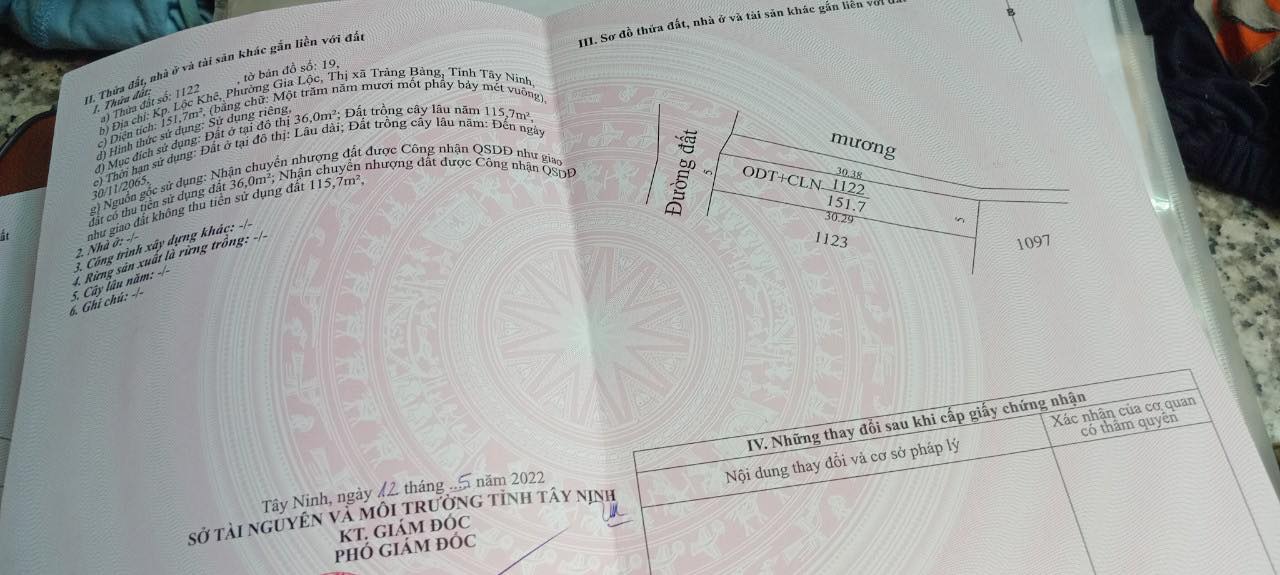 II. Thửa đất, nhà ở và tài sản khác gắn liền với đất
1. Thửa đất:
a) Thửa đất số: 1122 , tờ bản đồ số: 19,
b) Địa chỉ: Kp. Lộc Khê, Phường Gia Lộc, Thị xã Trảng Bàng, Tỉnh Tây Ninh,
c) Diện tích: 151,7m², (bằng chữ: Một trăm năm mươi mốt phẩy bảy mét vuông),
d) Hình thức sử dụng: Sử dụng riêng,
đ) Mục đích sử dụng: Đất ở tại đô thị 36,0m²; Đất trồng cây lâu năm 115,7m²,
e) Thời hạn sử dụng: Đất ở tại đô thị: Lâu dài; Đất trồng cây lâu năm: Đến ngày
30/11/2065,
g) Nguồn gốc sử dụng: Nhận chuyển nhượng đất được Công nhận QSDĐ như giao
đất có thu tiền sử dụng đất 36,0m²; Nhận chuyển nhượng đất được Công nhận QSDĐ
như giao đất không thu tiền sử dụng đất 115,7m²,
2. Nhà ở: -/-
3. Công trình xây dựng khác: -/-
4. Rừng sản xuất là rừng trồng: -/-
5. Cây lâu năm: -/-
6. Ghi chú: -/-
Tây Ninh, ngày 12 tháng 5 năm 2022
SỞ TÀI NGUYÊN VÀ MÔI TRƯỜNG TỈNH TÂY NINH
KT. GIÁM ĐỐC
PHÓ GIÁM ĐỐC
III. Sơ đồ thửa đất, nhà ở và tài sản khác gắn liền với đất
B
Đường đất
mương
5
30.38
ODT+CLN 1122
151.7
30.29
5
1123
1097
IV. Những thay đổi sau khi cấp giấy chứng nhận
Nội dung thay đổi và cơ sở pháp lý
Xác nhận của cơ quan
có thẩm quyền